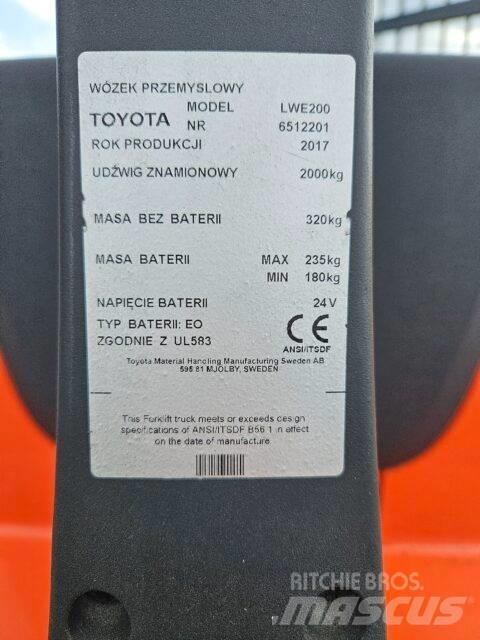 WÓZEK PRZEMYSLOWY
MODEL LWE200
TOYOTA
NR 6512201
ROK PRODUKCJI 2017
UDŹWIG ZNAMIONOWY 2000kg
MASA BEZ BATERII 320kg
MASA BATERII MAX 235kg
MIN 180kg
NAPIĘCIE BATERII 24V
TYP BATERII: EO
ZGODNIE Z UL583
CE
ANSI/ITSDF
Toyota Material Handling Manufacturing Sweden AB
595 81 MJÖLBY, SWEDEN
This Forklift truck meets or exceeds design
specifications of ANSI/ITSDF B56.1 in effect
on the date of manufacture.
RITCHIE BROS.
MASCUS